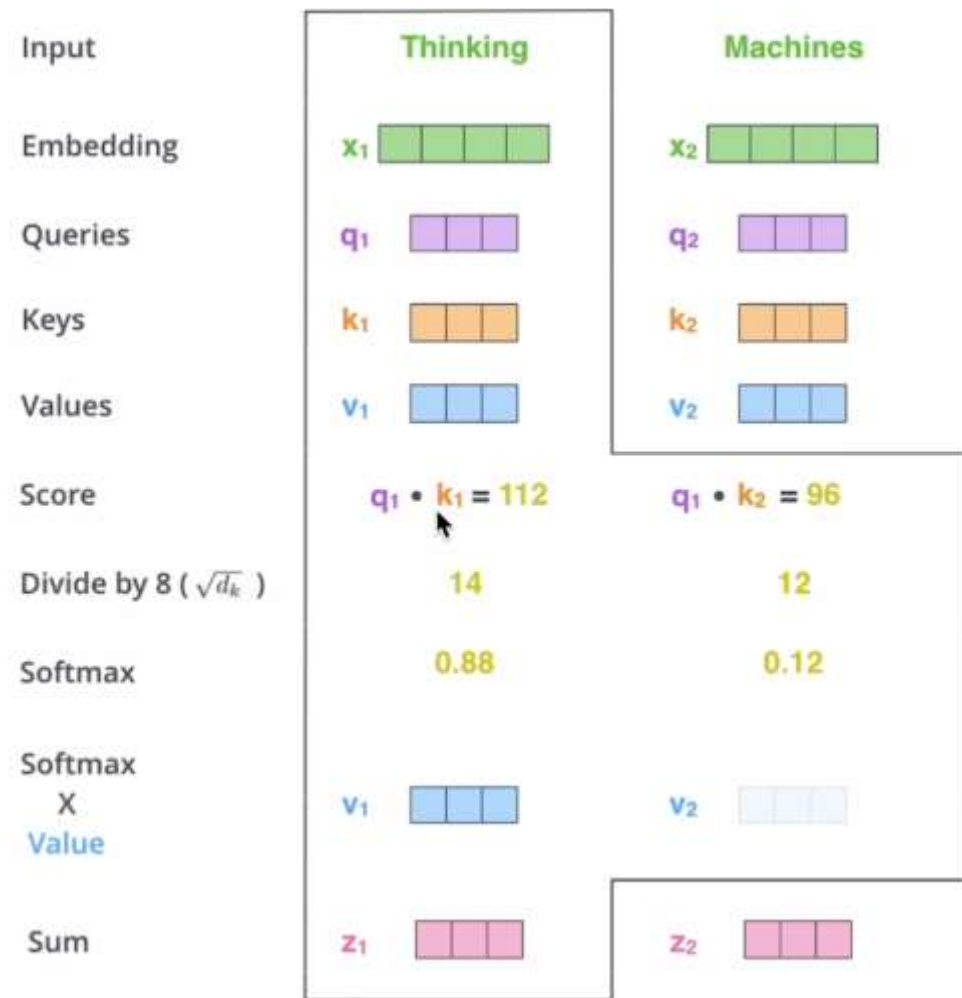 Input Thinking Machines
Embedding x₁ x₂
Queries q₁ q₂
Keys k₁ k₂
Values v₁ v₂
Score q₁ • k₁ = 112 q₁ • k₂ = 96
Divide by 8 ( √dₖ ) 14 12
Softmax 0.88 0.12
Softmax
X
Value v₁ v₂
Sum z₁ z₂